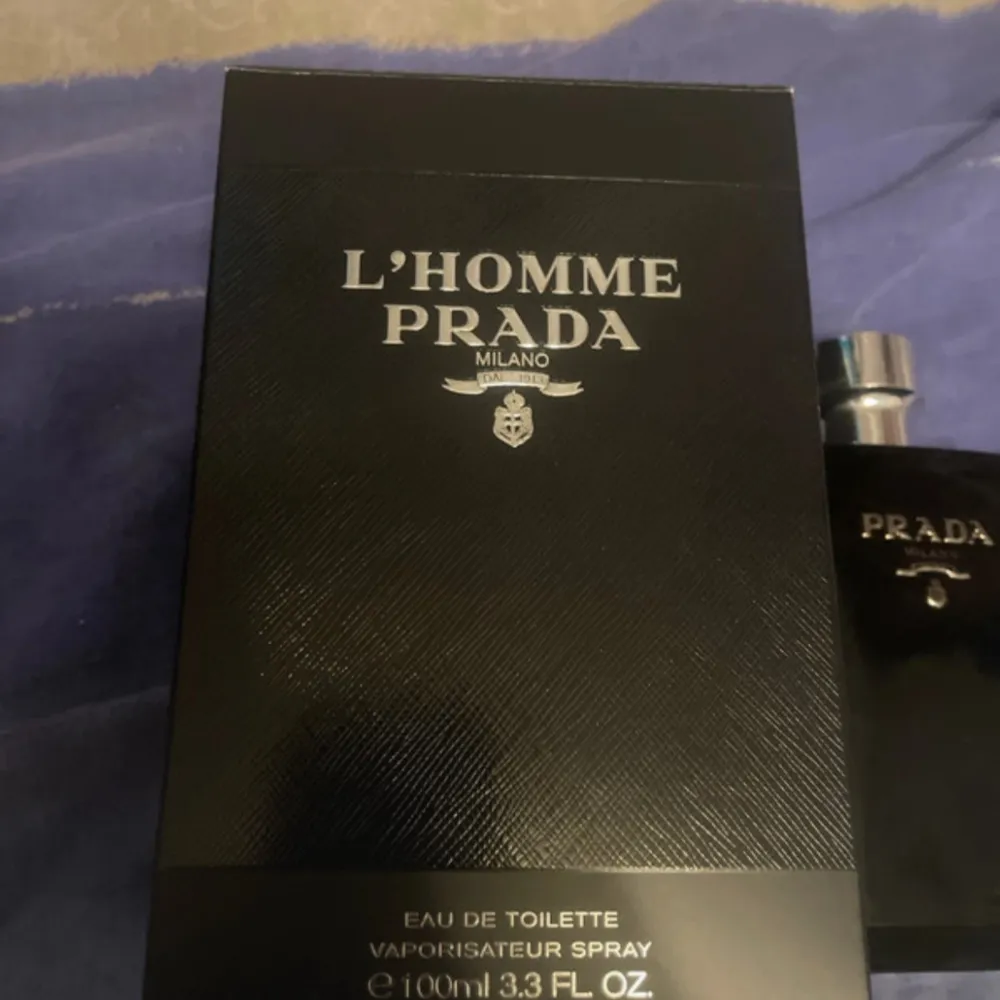 L'HOMME
PRADA
MILANO
DAL 1913
EAU DE TOILETTE
VAPORISATEUR SPRAY
℮ 100ml 3.3 FL. OZ.
PRADA
MILANO